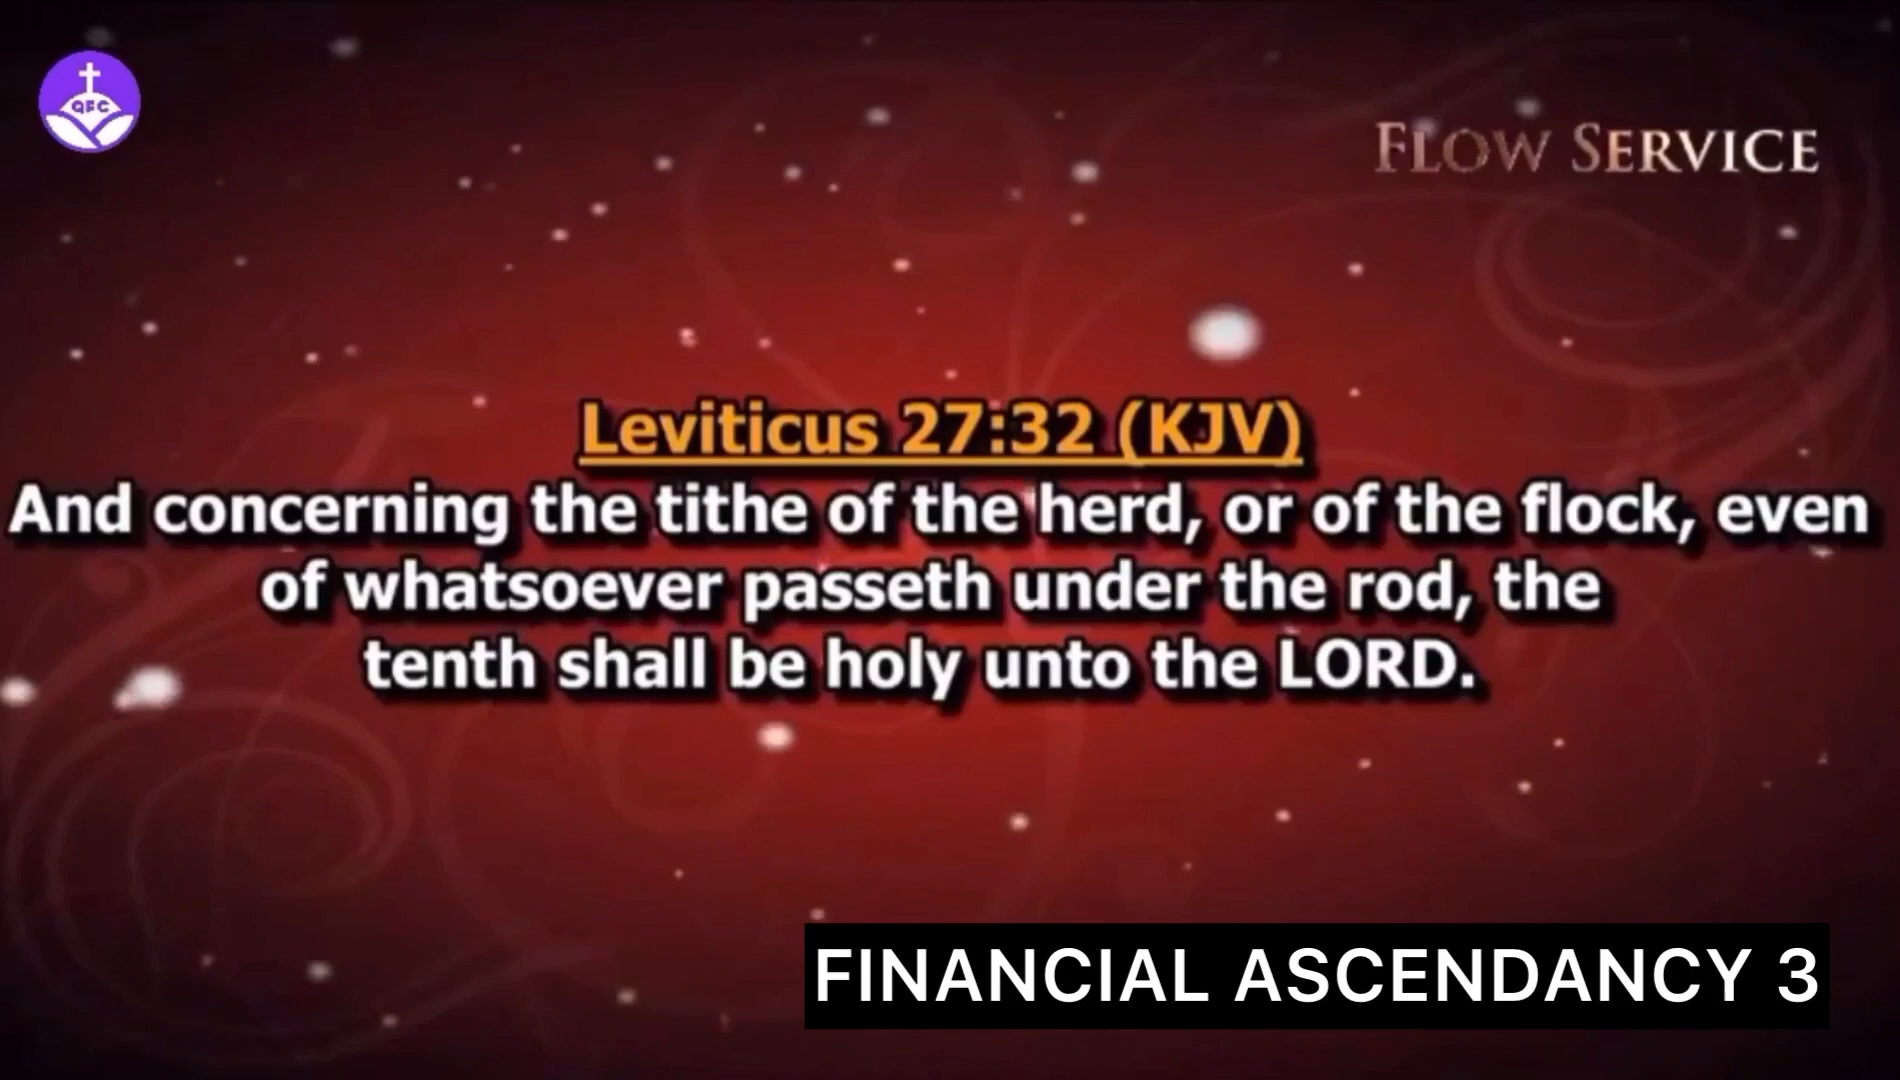 QFC
FLOW SERVICE
Leviticus 27:32 (KJV)
And concerning the tithe of the herd, or of the flock, even
of whatsoever passeth under the rod, the
tenth shall be holy unto the LORD.
FINANCIAL ASCENDANCY 3